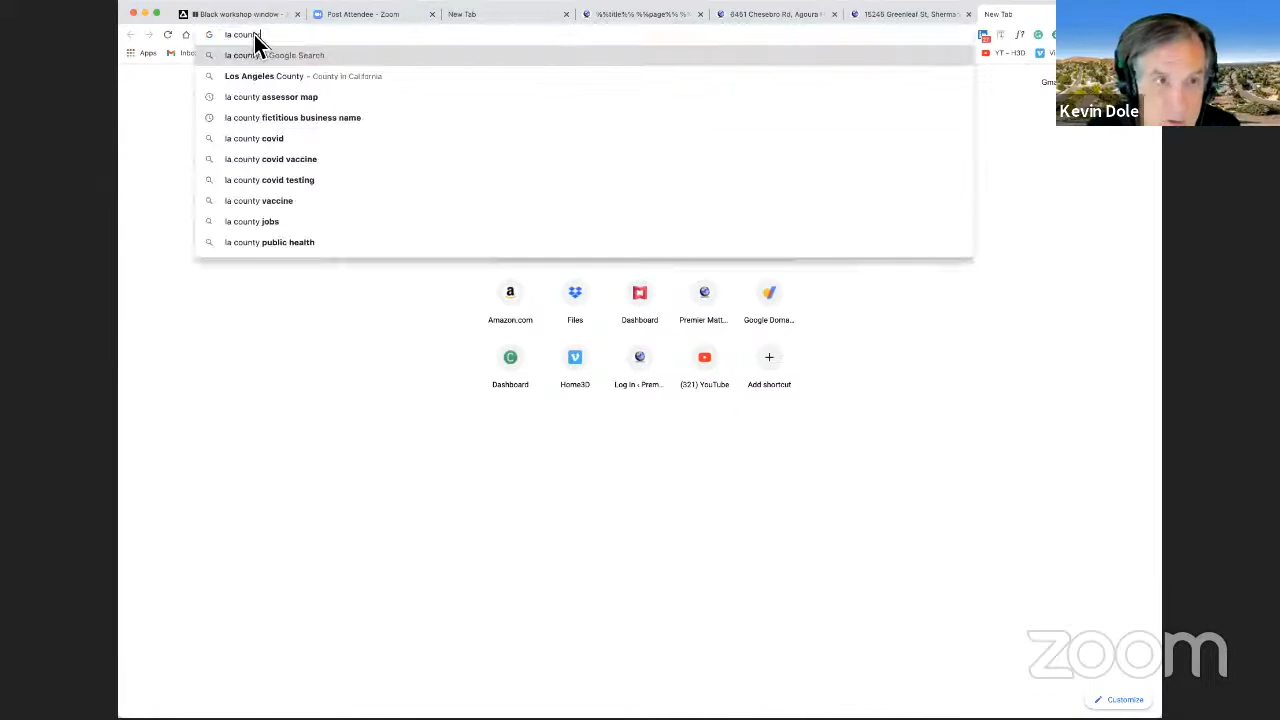 Black workshop window - Z
Post Attendee - Zoom
New Tab
%%title%% %%page%% %
6451 Chesebro Rd, Agoura
15245 Greenleaf St, Sherman
New Tab
la county
Apps
YT – H3D
la county - Google Search
Los Angeles County – County in California
la county assessor map
la county fictitious business name
la county covid
la county covid vaccine
la county covid testing
la county vaccine
la county jobs
la county public health
Kevin Dole
Amazon.com
Files
Dashboard
Premier Matt...
Google Doma...
Dashboard
Home3D
Log In ‹ Prem...
(321) YouTube
Add shortcut
zoom
Customize